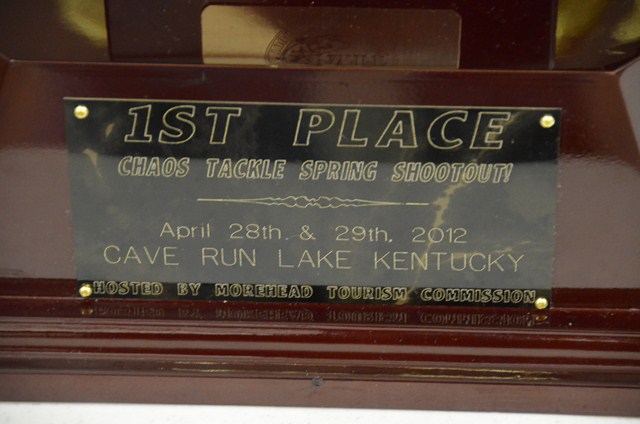 1ST PLACE
CHAOS TACKLE SPRING SHOOTOUT!
April 28th. & 29th, 2012
CAVE RUN LAKE KENTUCKY
HOSTED BY MOREHEAD TOURISM COMMISSION